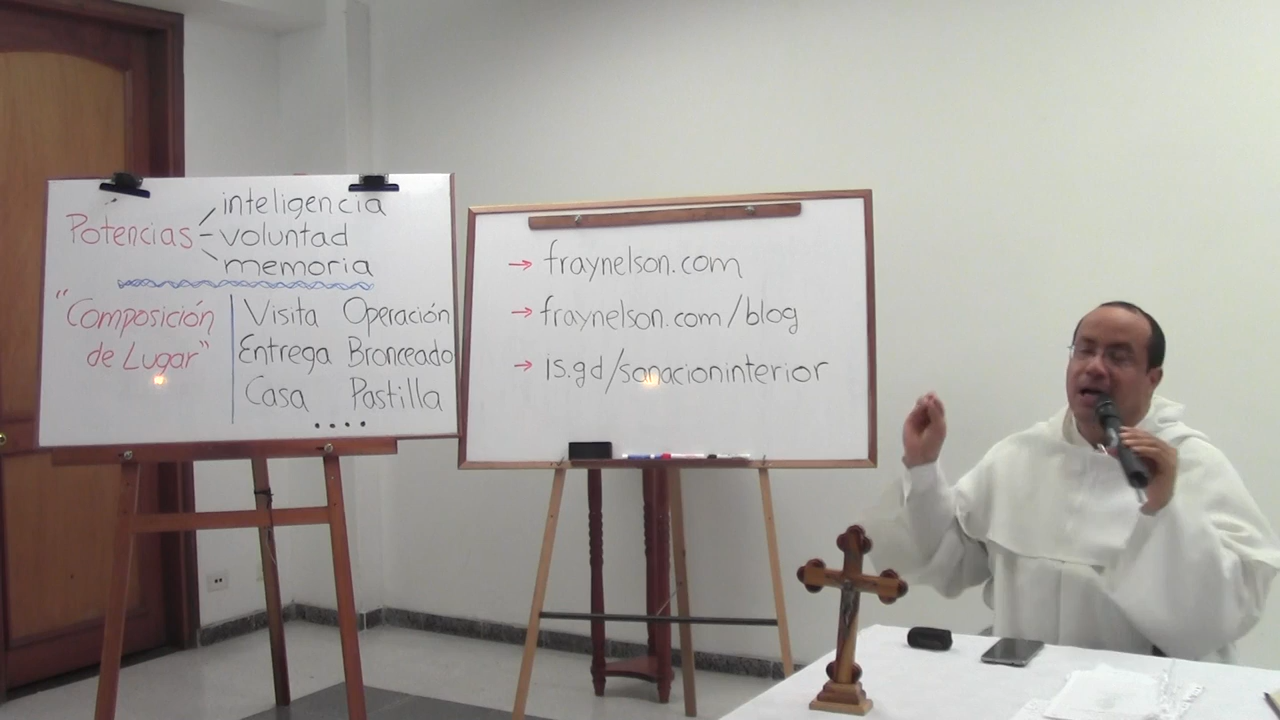 Potencias
inteligencia
voluntad
memoria
"Composición
de Lugar"
Visita Operación
Entrega Bronceado
Casa Pastilla
....
→ fraynelson.com
→ fraynelson.com/blog
→ is.gd/sanacioninterior